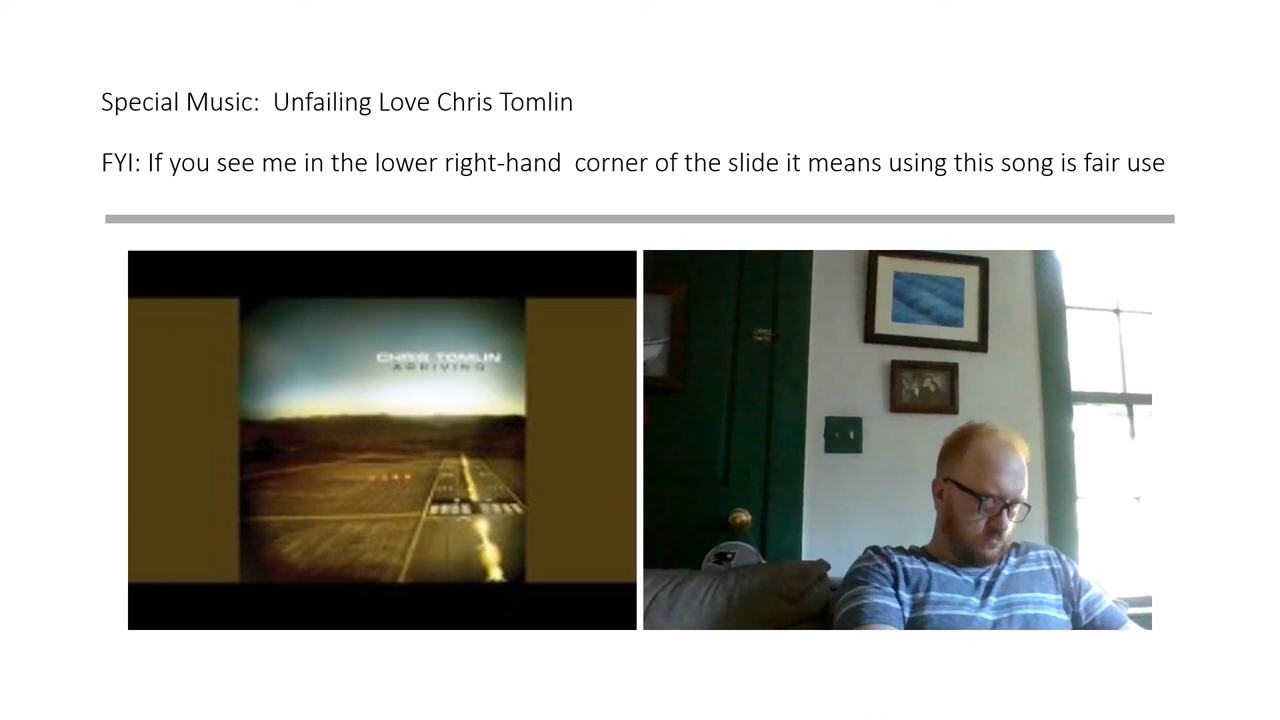 Special Music:  Unfailing Love Chris Tomlin
FYI: If you see me in the lower right-hand  corner of the slide it means using this song is fair use
CHRIS TOMLIN
ARRIVING